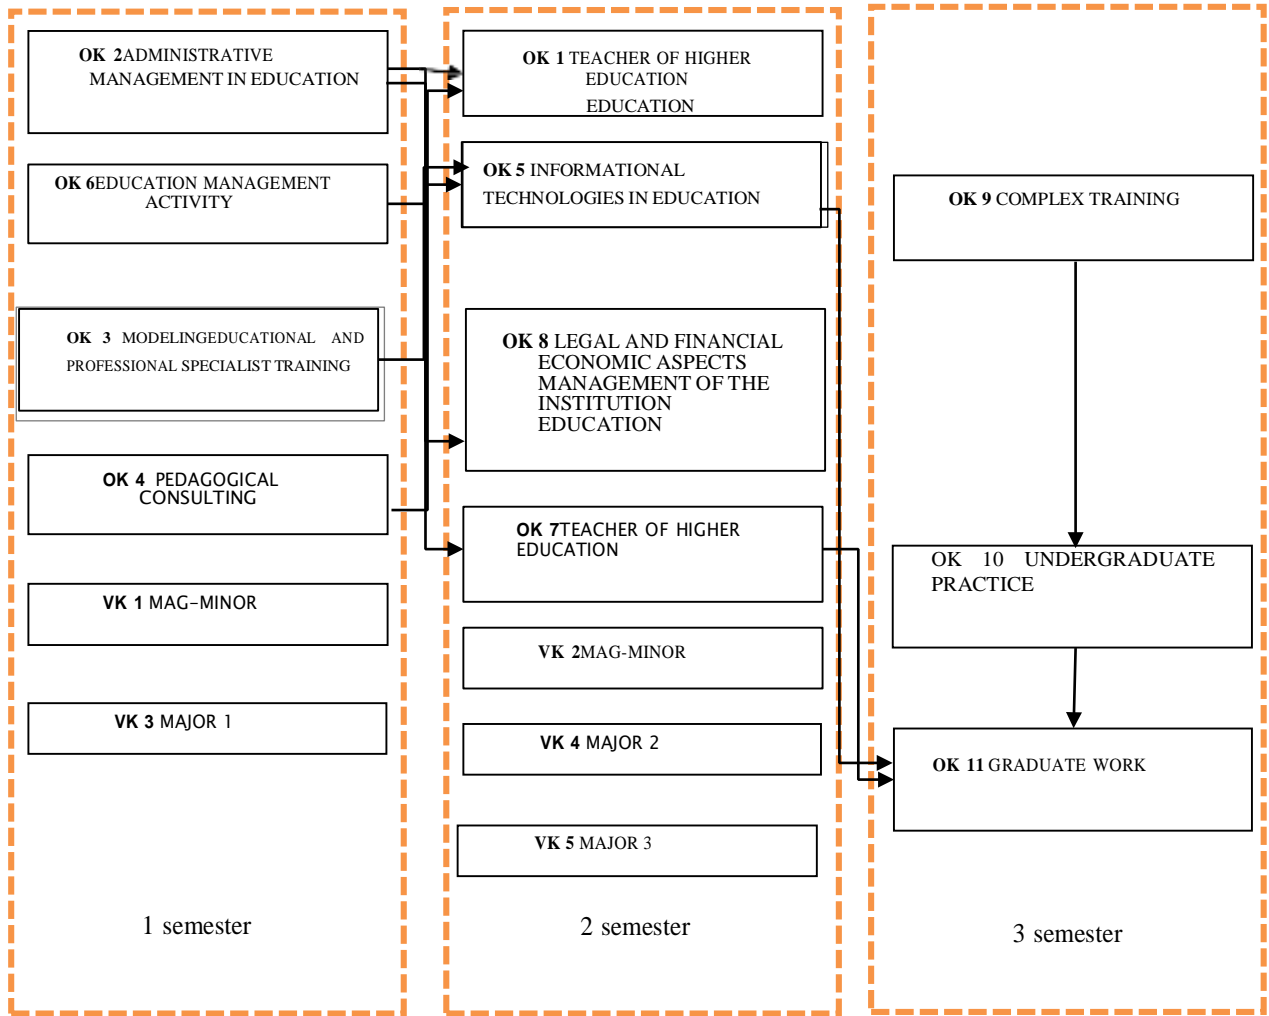 OK 2ADMINISTRATIVE
MANAGEMENT IN EDUCATION
OK 6EDUCATION MANAGEMENT
ACTIVITY
OK 3 MODELINGEDUCATIONAL AND
PROFESSIONAL SPECIALIST TRAINING
OK 4 PEDAGOGICAL
CONSULTING
VK 1 MAG-MINOR
VK 3 MAJOR 1
1 semester
OK 1 TEACHER OF HIGHER
EDUCATION
EDUCATION
OK 5 INFORMATIONAL
TECHNOLOGIES IN EDUCATION
OK 8 LEGAL AND FINANCIAL
ECONOMIC ASPECTS
MANAGEMENT OF THE
INSTITUTION
EDUCATION
OK 7TEACHER OF HIGHER
EDUCATION
VK 2MAG-MINOR
VK 4 MAJOR 2
VK 5 MAJOR 3
2 semester
OK 9 COMPLEX TRAINING
OK 10 UNDERGRADUATE
PRACTICE
OK 11 GRADUATE WORK
3 semester